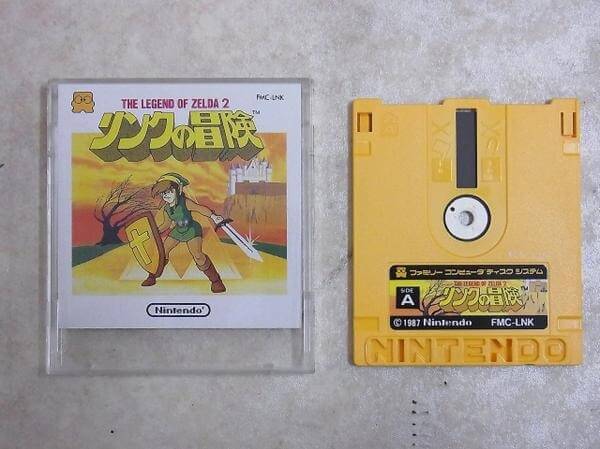 FMC-LNK
THE LEGEND OF ZELDA 2
リンクの冒険™
Nintendo®
ファミリー コンピュータ ディスク システム
SIDE
A
THE LEGEND OF ZELDA 2
リンクの冒険
© 1987 Nintendo FMC-LNK
NINTENDO